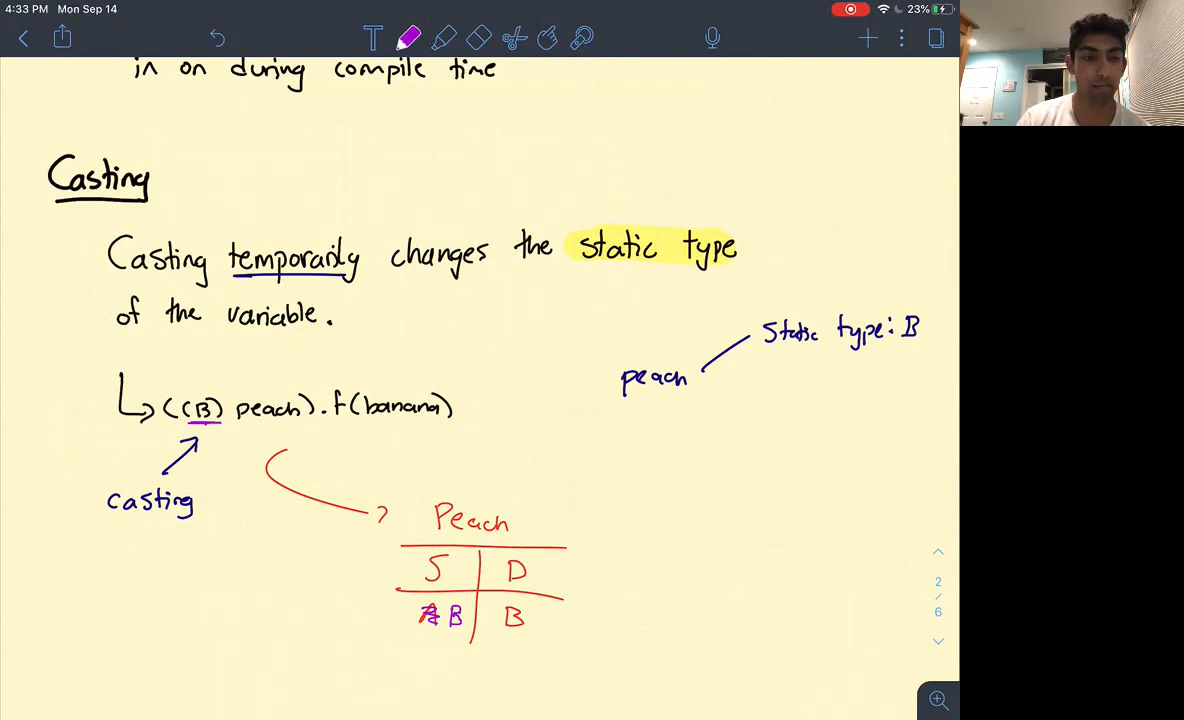 4:33 PM Mon Sep 14
23%
in on during compile time
Casting
Casting temporarily changes the static type
of the variable.
Static type: B
peach
((B) peach).f(banana)
casting
Peach
S D
A B B
2
/
6